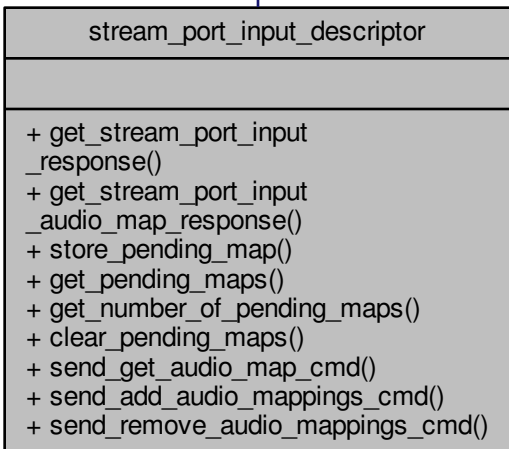 stream_port_input_descriptor
+ get_stream_port_input
_response()
+ get_stream_port_input
_audio_map_response()
+ store_pending_map()
+ get_pending_maps()
+ get_number_of_pending_maps()
+ clear_pending_maps()
+ send_get_audio_map_cmd()
+ send_add_audio_mappings_cmd()
+ send_remove_audio_mappings_cmd()